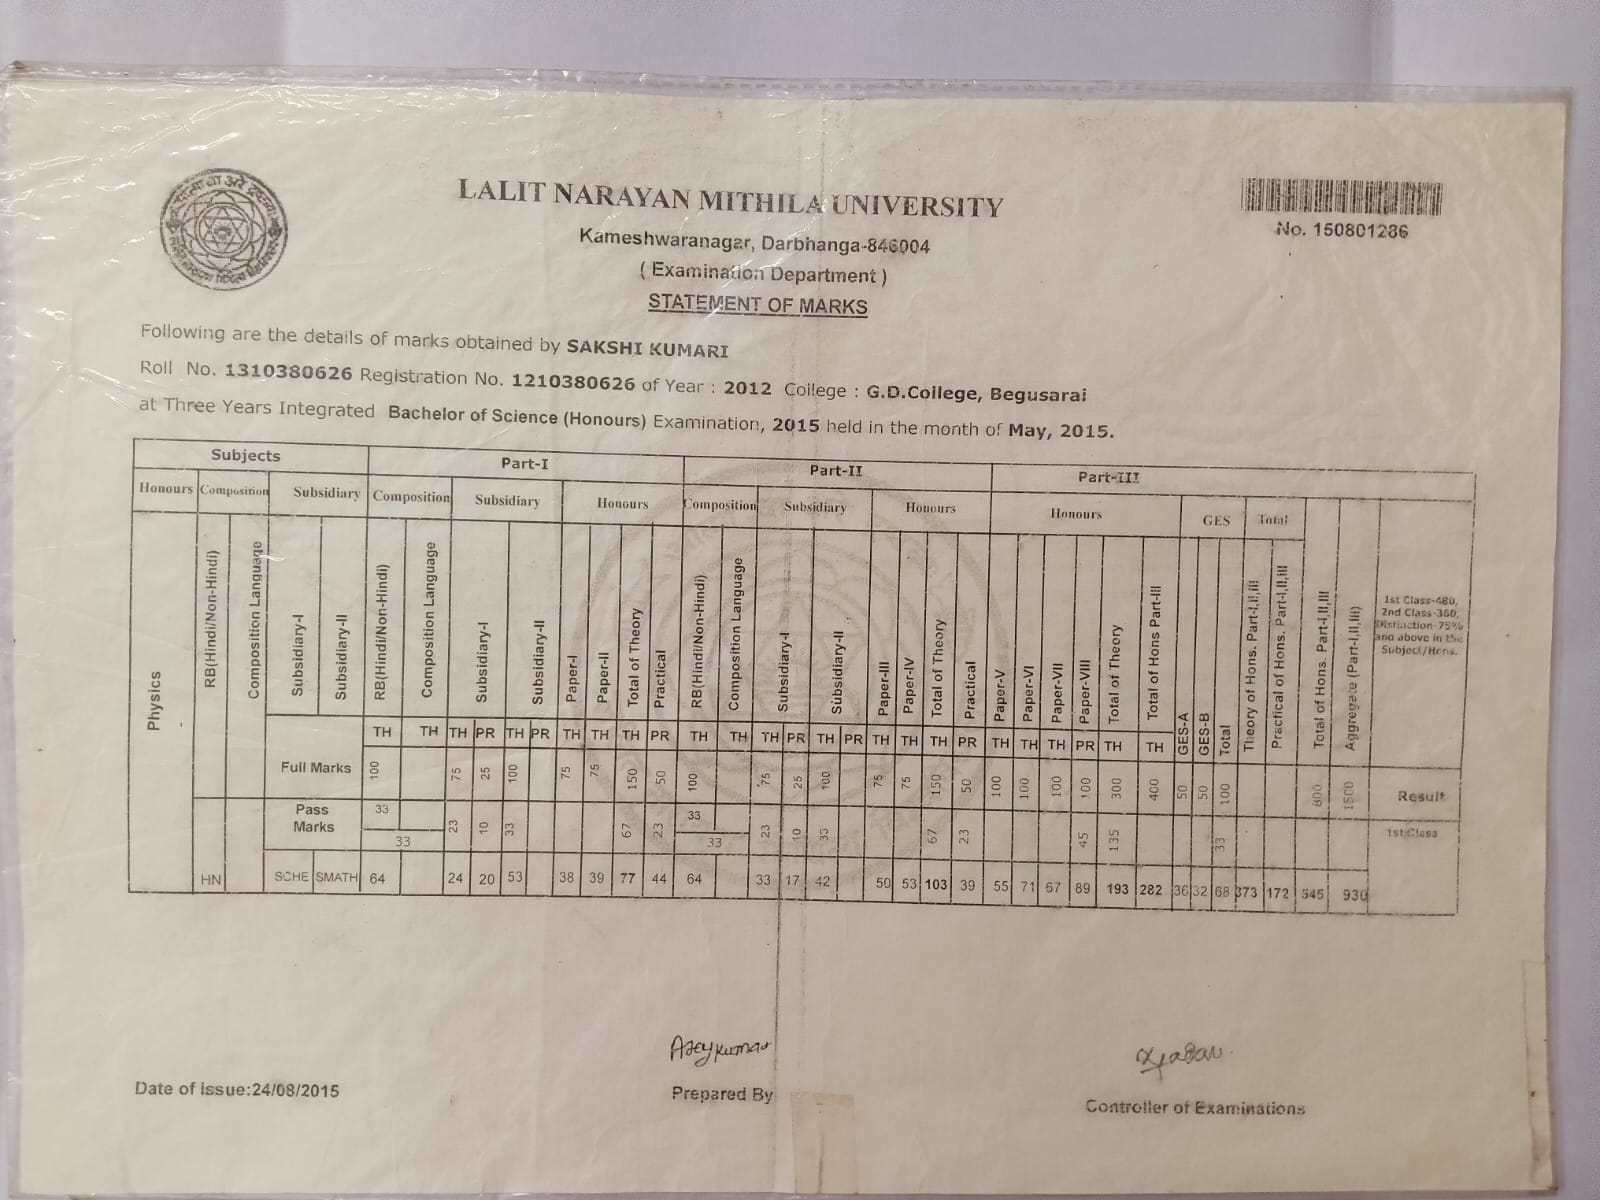 LALIT NARAYAN MITHILA UNIVERSITY
No. 150801286
Kameshwaranagar, Darbhanga-846004
( Examination Department )
STATEMENT OF MARKS
Following are the details of marks obtained by SAKSHI KUMARI
Roll No. 1310380626 Registration No. 1210380626 of Year : 2012 College : G.D.College, Begusarai
at Three Years Integrated Bachelor of Science (Honours) Examination, 2015 held in the month of May, 2015.
Subjects Part-I Part-II Part-III
Honours Composition Subsidiary Composition Subsidiary Honours Composition Subsidiary Honours Honours GES Total
Physics RB(Hindi/Non-Hindi) Composition Language Subsidiary-I Subsidiary-II RB(Hindi/Non-Hindi) Composition Language Subsidiary-I Subsidiary-II Paper-I Paper-II Total of Theory Practical RB(Hindi/Non-Hindi) Composition Language Subsidiary-I Subsidiary-II Paper-III Paper-IV Total of Theory Practical Paper-V Paper-VI Paper-VII Paper-VIII Total of Theory Total of Hons Part-III GES-A GES-B Total Theory of Hons. Part-I,II,III Practical of Hons. Part-I,II,III Total of Hons. Part-I,II,III Aggregate (Part-I,II,III)
1st Class-480,
2nd Class-360,
Distinction-75%
and above in the
Subject/Hons.
TH TH TH PR TH PR TH TH TH PR TH TH TH PR TH PR TH TH TH PR TH TH TH PR TH TH
Full Marks 100 75 25 100 75 75 150 50 100 75 25 100 75 75 150 50 100 100 100 100 300 400 50 50 100 800 1500 Result
Pass Marks 33 33 23 10 33 67 23 33 33 23 10 33 67 23 45 135 33 1st Class
HN SCHE SMATH 64 24 20 53 38 39 77 44 64 33 17 42 50 53 103 39 55 71 67 89 193 282 36 32 68 373 172 545 930
Ajeykumar
Date of issue:24/08/2015
Prepared By
Controller of Examinations